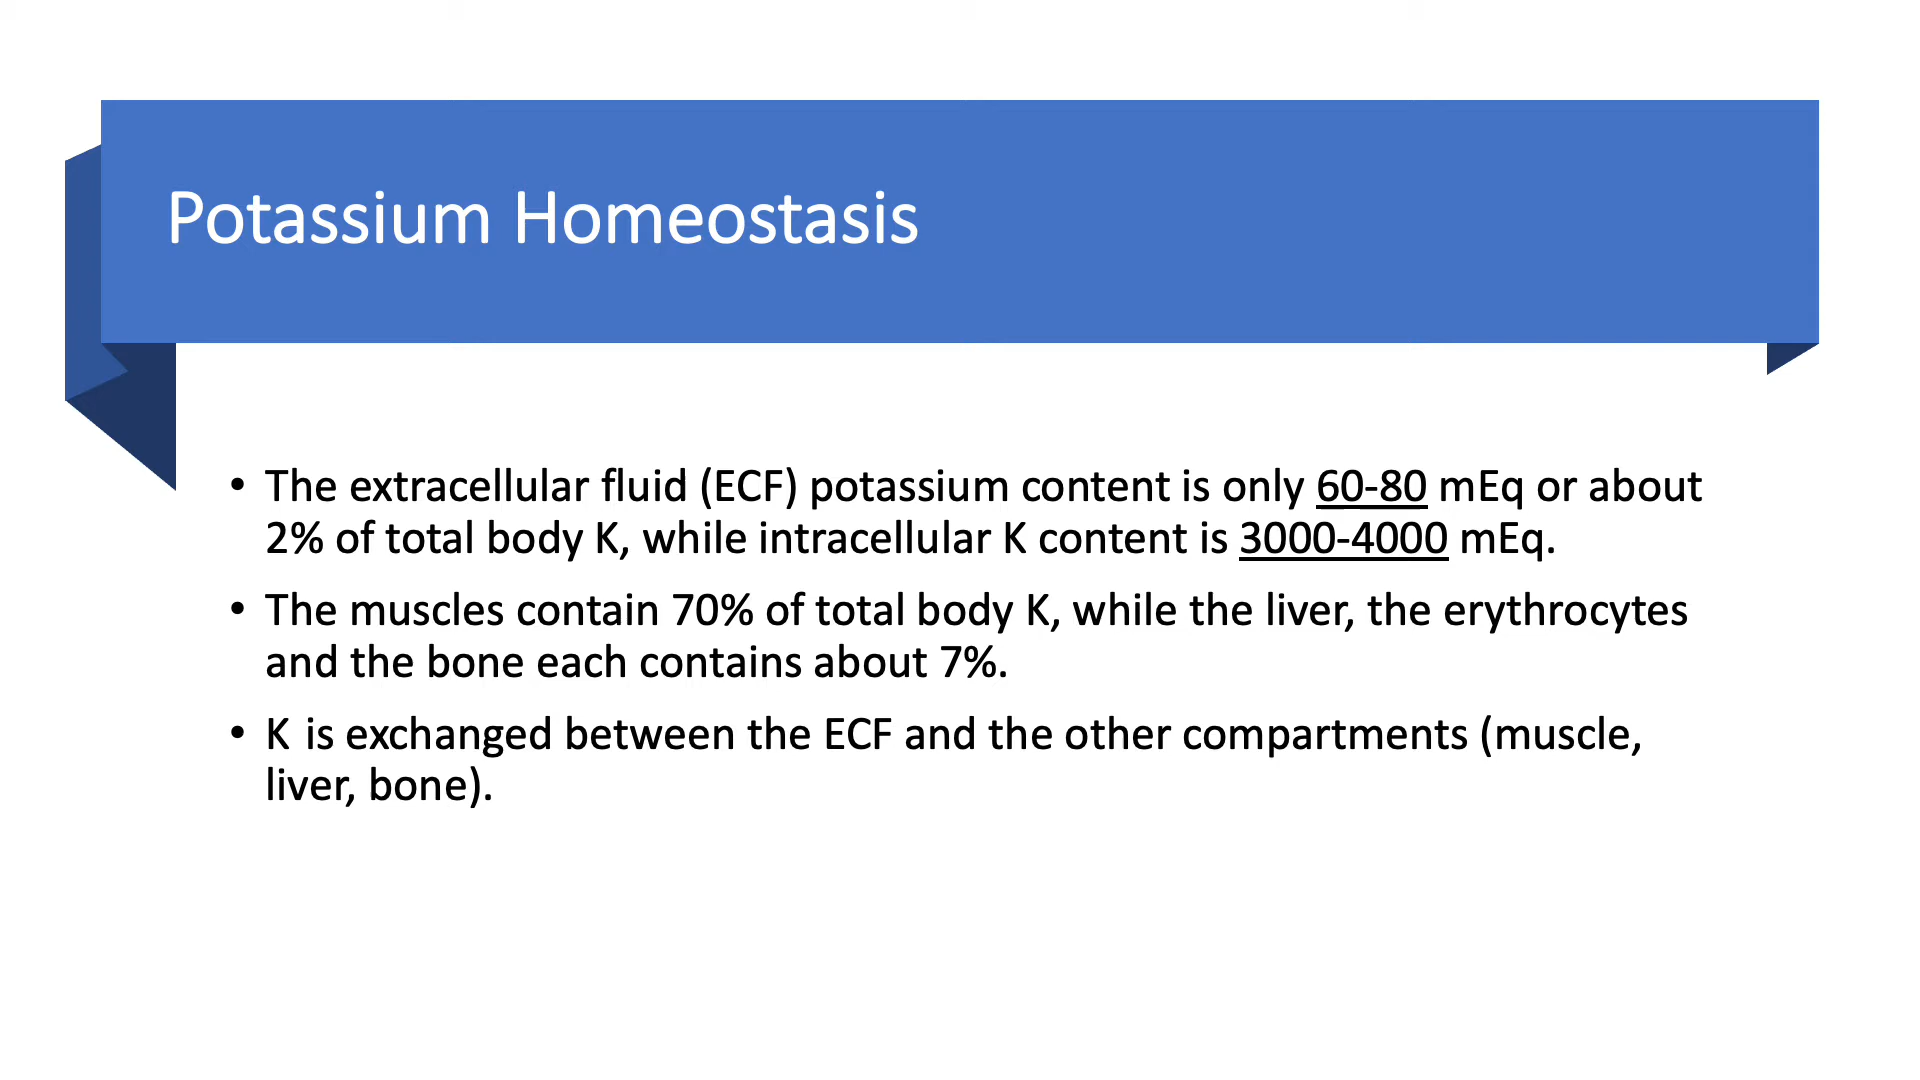 Potassium Homeostasis
• The extracellular fluid (ECF) potassium content is only 60-80 mEq or about
2% of total body K, while intracellular K content is 3000-4000 mEq.
• The muscles contain 70% of total body K, while the liver, the erythrocytes
and the bone each contains about 7%.
• K is exchanged between the ECF and the other compartments (muscle,
liver, bone).